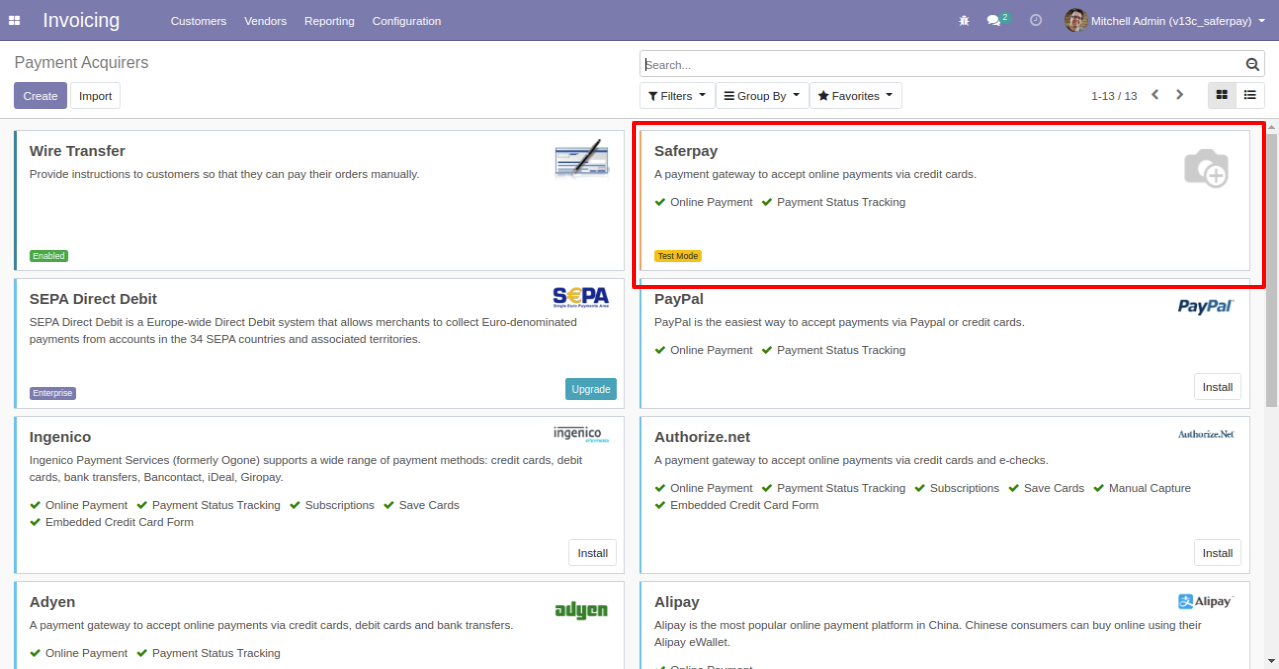 Invoicing
Customers Vendors Reporting Configuration
2
Mitchell Admin (v13c_saferpay)
Payment Acquirers
Search...
Create Import
Filters Group By Favorites
1-13 / 13
Wire Transfer
Provide instructions to customers so that they can pay their orders manually.
Enabled
Saferpay
A payment gateway to accept online payments via credit cards.
Online Payment Payment Status Tracking
Test Mode
SEPA Direct Debit
SEPA
Single Euro Payments Area
SEPA Direct Debit is a Europe-wide Direct Debit system that allows merchants to collect Euro-denominated
payments from accounts in the 34 SEPA countries and associated territories.
Enterprise
Upgrade
PayPal
PayPal
PayPal is the easiest way to accept payments via Paypal or credit cards.
Online Payment Payment Status Tracking
Install
Ingenico
ingenico
Ingenico Payment Services (formerly Ogone) supports a wide range of payment methods: credit cards, debit
cards, bank transfers, Bancontact, iDeal, Giropay.
Online Payment Payment Status Tracking Subscriptions Save Cards
Embedded Credit Card Form
Install
Authorize.net
Authorize.Net
A payment gateway to accept online payments via credit cards and e-checks.
Online Payment Payment Status Tracking Subscriptions Save Cards Manual Capture
Embedded Credit Card Form
Install
Adyen
adyen
A payment gateway to accept online payments via credit cards, debit cards and bank transfers.
Online Payment Payment Status Tracking
Alipay
支 Alipay
Alipay is the most popular online payment platform in China. Chinese consumers can buy online using their
Alipay eWallet.
Online Payment